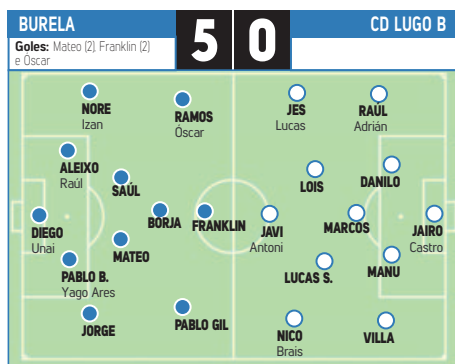 BURELA 5 0 CD LUGO B
Goles: Mateo (2), Franklin (2)
e Óscar
NORE
Izan
RAMOS
Óscar
JES
Lucas
RAÚL
Adrián
ALEIXO
Raúl
SAÚL
LOIS
DANILO
DIEGO
Unai
BORJA
FRANKLIN
JAVI
Antoni
MARCOS
JAIRO
Castro
MATEO
PABLO B.
Yago Ares
LUCAS S.
MANU
JORGE
PABLO GIL
NICO
Brais
VILLA